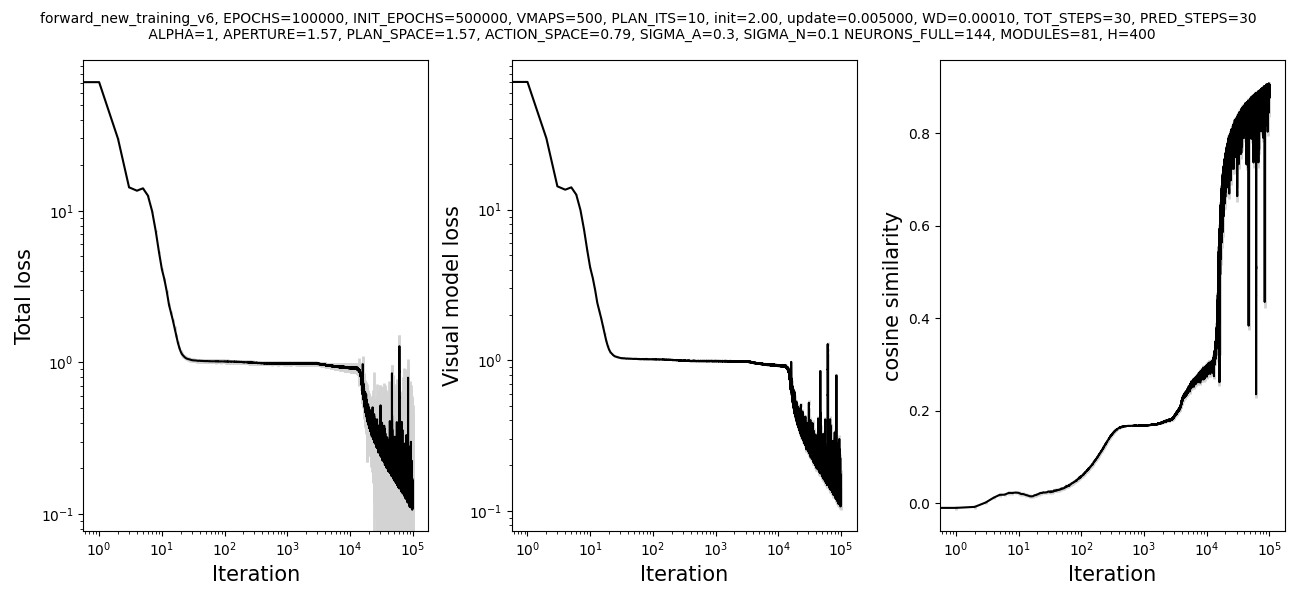 forward_new_training_v6, EPOCHS=100000, INIT_EPOCHS=500000, VMAPS=500, PLAN_ITS=10, init=2.00, update=0.005000, WD=0.00010, TOT_STEPS=30, PRED_STEPS=30
ALPHA=1, APERTURE=1.57, PLAN_SPACE=1.57, ACTION_SPACE=0.79, SIGMA_A=0.3, SIGMA_N=0.1 NEURONS_FULL=144, MODULES=81, H=400
Total loss
10¹
10⁰
10⁻¹
10⁰ 10¹ 10² 10³ 10⁴ 10⁵
Iteration
Visual model loss
10¹
10⁰
10⁻¹
10⁰ 10¹ 10² 10³ 10⁴ 10⁵
Iteration
cosine similarity
0.8
0.6
0.4
0.2
0.0
10⁰ 10¹ 10² 10³ 10⁴ 10⁵
Iteration